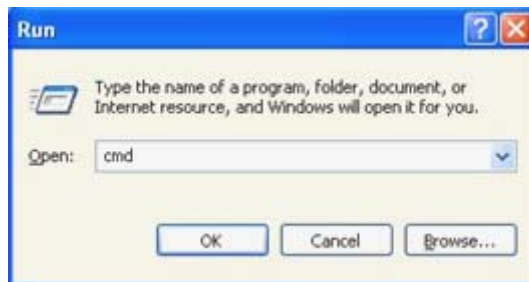 Run
Type the name of a program, folder, document, or
Internet resource, and Windows will open it for you.
Open: cmd
OK Cancel Browse...